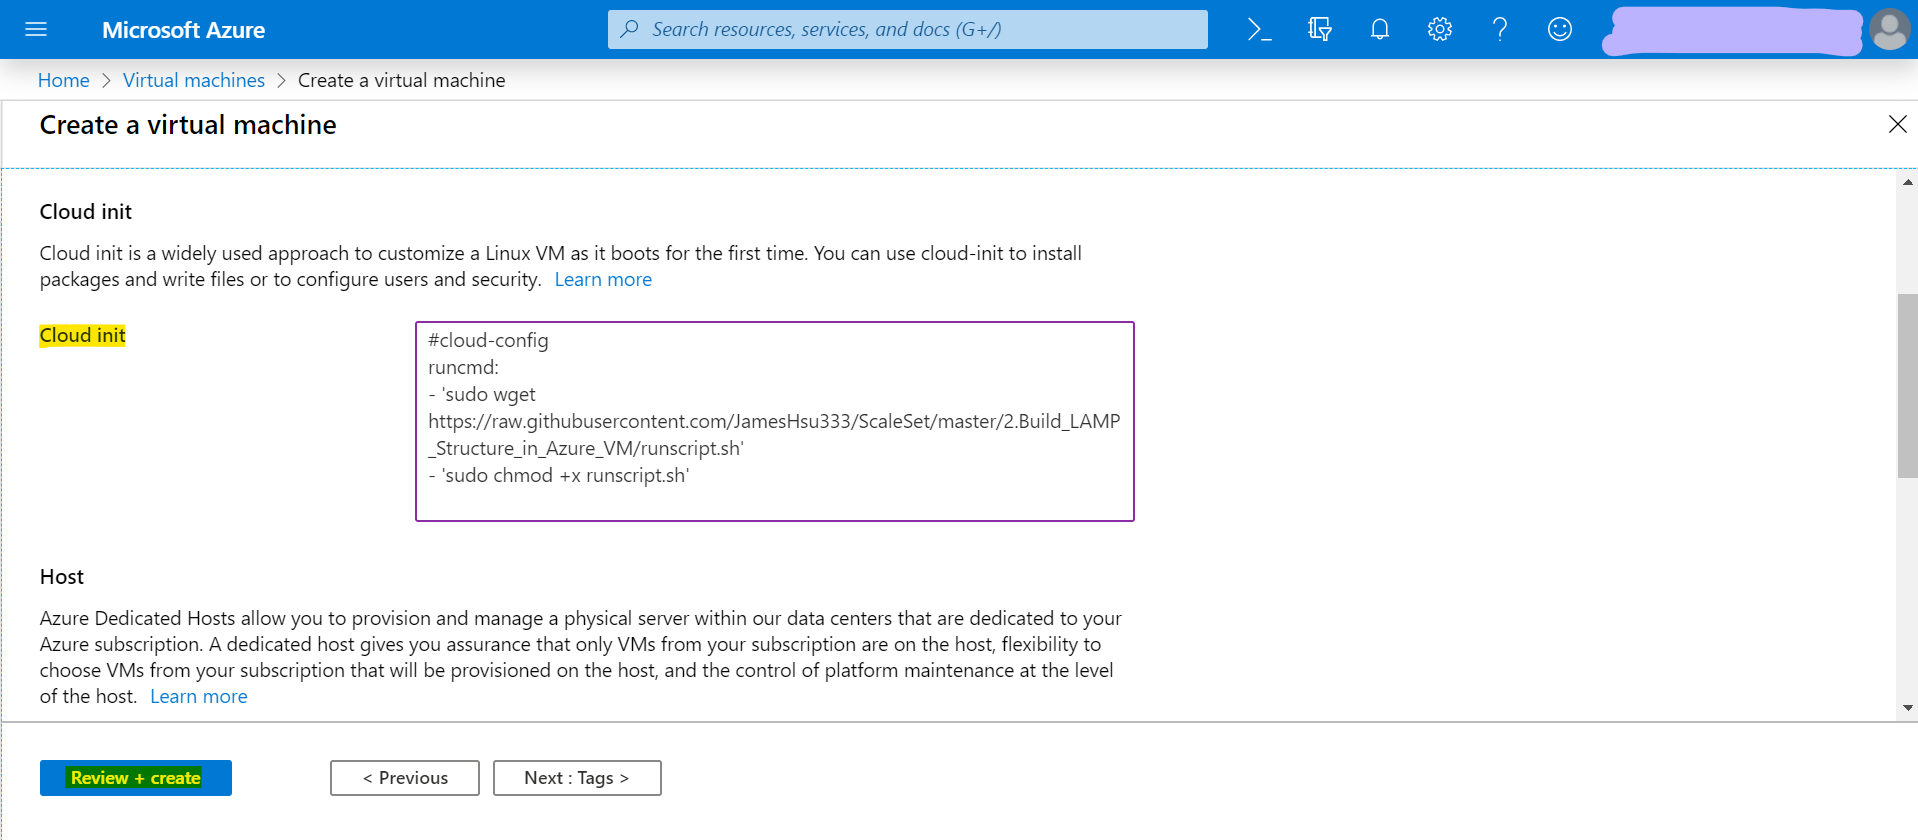 Microsoft Azure
Search resources, services, and docs (G+/)
Home > Virtual machines > Create a virtual machine
Create a virtual machine
Cloud init
Cloud init is a widely used approach to customize a Linux VM as it boots for the first time. You can use cloud-init to install
packages and write files or to configure users and security. Learn more
Cloud init
#cloud-config
runcmd:
- 'sudo wget
https://raw.githubusercontent.com/JamesHsu333/ScaleSet/master/2.Build_LAMP
_Structure_in_Azure_VM/runscript.sh'
- 'sudo chmod +x runscript.sh'
Host
Azure Dedicated Hosts allow you to provision and manage a physical server within our data centers that are dedicated to your
Azure subscription. A dedicated host gives you assurance that only VMs from your subscription are on the host, flexibility to
choose VMs from your subscription that will be provisioned on the host, and the control of platform maintenance at the level
of the host. Learn more
Review + create
< Previous
Next : Tags >